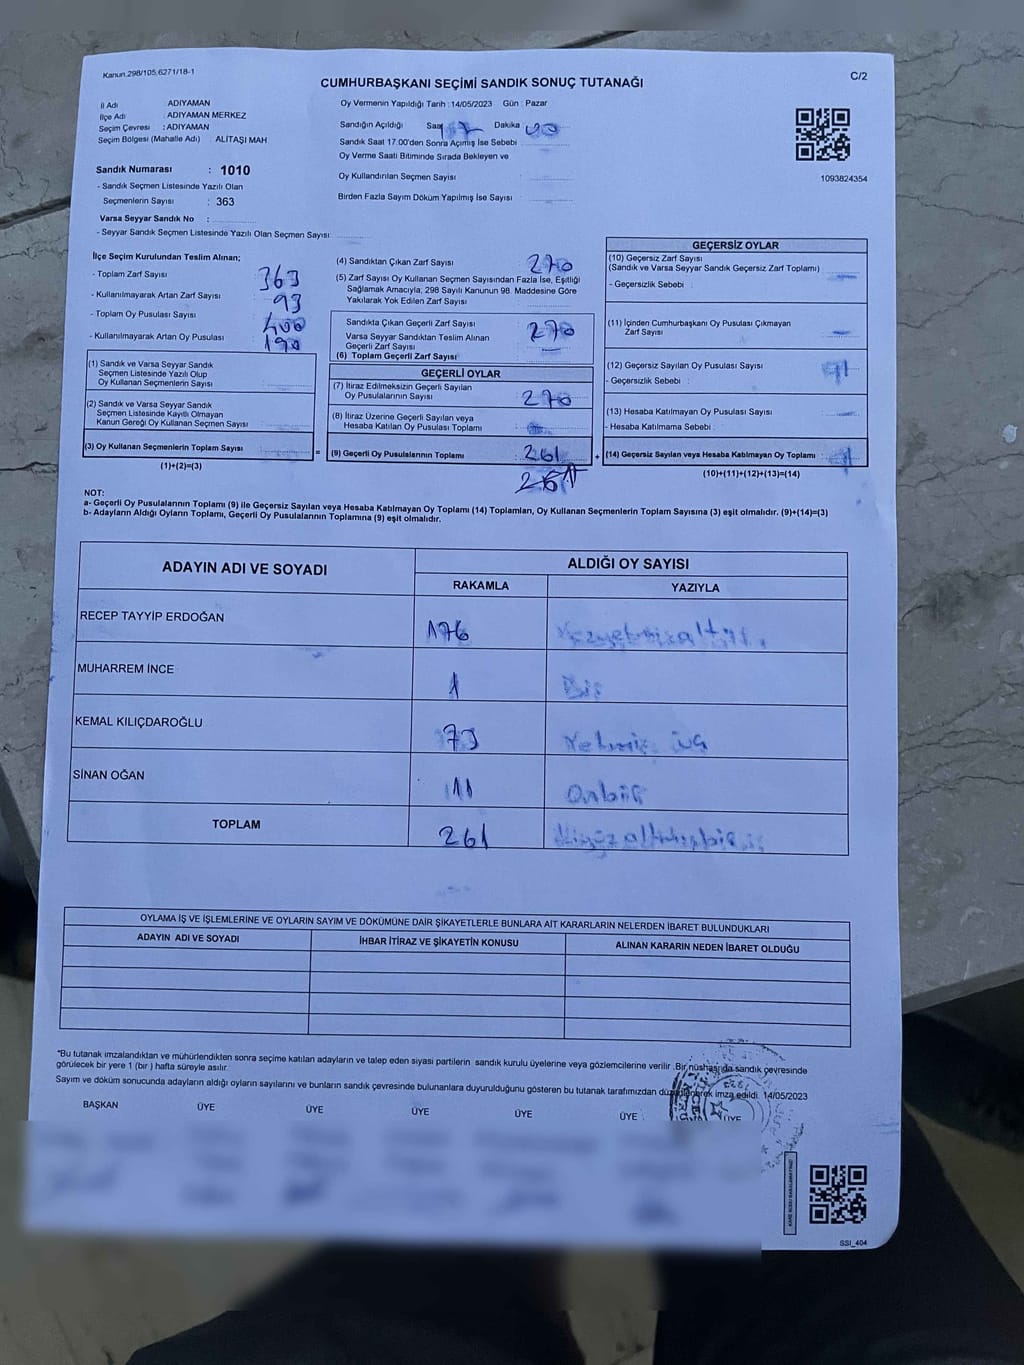 Kanun:298/105,6271/18-1
CUMHURBAŞKANI SEÇİMİ SANDIK SONUÇ TUTANAĞI
C/2
İl Adı ADIYAMAN
İlçe Adı : ADIYAMAN MERKEZ
Seçim Çevresi : ADIYAMAN
Seçim Bölgesi (Mahalle Adı) : ALİTAŞI MAH
Oy Vermenin Yapıldığı Tarih : 14/05/2023 Gün : Pazar
Sandığın Açıldığı Saat 17 Dakika 00
Sandık Saat 17.00'den Sonra Açılmış İse Sebebi :
Oy Verme Saati Bitiminde Sırada Bekleyen ve
Oy Kullandırılan Seçmen Sayısı
Birden Fazla Sayım Döküm Yapılmış İse Sayısı
1093824354
Sandık Numarası : 1010
- Sandık Seçmen Listesinde Yazılı Olan
Seçmenlerin Sayısı : 363
Varsa Seyyar Sandık No :
- Seyyar Sandık Seçmen Listesinde Yazılı Olan Seçmen Sayısı:
İlçe Seçim Kurulundan Teslim Alınan;
- Toplam Zarf Sayısı 363
- Kullanılmayarak Artan Zarf Sayısı : 93
- Toplam Oy Pusulası Sayısı : 400
- Kullanılmayarak Artan Oy Pusulası : 190
(1) Sandık ve Varsa Seyyar Sandık
Seçmen Listesinde Yazılı Olup
Oy Kullanan Seçmenlerin Sayısı :
(2) Sandık ve Varsa Seyyar Sandık
Seçmen Listesinde Kayıtlı Olmayan
Kanun Gereği Oy Kullanan Seçmen Sayısı :
(3) Oy Kullanan Seçmenlerin Toplam Sayısı :
(1)+(2)=(3)
=
(4) Sandıktan Çıkan Zarf Sayısı : 270
(5) Zarf Sayısı Oy Kullanan Seçmen Sayısından Fazla İse, Eşitliği
Sağlamak Amacıyla, 298 Sayılı Kanunun 98. Maddesine Göre
Yakılarak Yok Edilen Zarf Sayısı
Sandıkta Çıkan Geçerli Zarf Sayısı : 270
Varsa Seyyar Sandıktan Teslim Alınan
Geçerli Zarf Sayısı
(6) Toplam Geçerli Zarf Sayısı
GEÇERLİ OYLAR
(7) İtiraz Edilmeksizin Geçerli Sayılan
Oy Pusulalarının Sayısı : 270
(8) İtiraz Üzerine Geçerli Sayılan veya
Hesaba Katılan Oy Pusulası Toplamı :
(9) Geçerli Oy Pusulalarının Toplamı : 261
261
+
GEÇERSİZ OYLAR
(10) Geçersiz Zarf Sayısı
(Sandık ve Varsa Seyyar Sandık Geçersiz Zarf Toplamı) :
- Geçersizlik Sebebi :
(11) İçinden Cumhurbaşkanı Oy Pusulası Çıkmayan
Zarf Sayısı :
(12) Geçersiz Sayılan Oy Pusulası Sayısı :
- Geçersizlik Sebebi :
(13) Hesaba Katılmayan Oy Pusulası Sayısı :
- Hesaba Katılmama Sebebi :
(14) Geçersiz Sayılan veya Hesaba Katılmayan Oy Toplamı :
(10)+(11)+(12)+(13)=(14)
NOT:
a- Geçerli Oy Pusulalarının Toplamı (9) ile Geçersiz Sayılan veya Hesaba Katılmayan Oy Toplamı (14) Toplamları, Oy Kullanan Seçmenlerin Toplam Sayısına (3) eşit olmalıdır. (9)+(14)=(3)
b- Adayların Aldığı Oyların Toplamı, Geçerli Oy Pusulalarının Toplamına (9) eşit olmalıdır.
ADAYIN ADI VE SOYADI
ALDIĞI OY SAYISI
RAKAMLA YAZIYLA
RECEP TAYYİP ERDOĞAN 176
MUHARREM İNCE 1 Bir
KEMAL KILIÇDAROĞLU 73 Yetmiş üç
SİNAN OĞAN 11 Onbir
TOPLAM 261
OYLAMA İŞ VE İŞLEMLERİNE VE OYLARIN SAYIM VE DÖKÜMÜNE DAİR ŞİKAYETLERLE BUNLARA AİT KARARLARIN NELERDEN İBARET BULUNDUKLARI
ADAYIN ADI VE SOYADI İHBAR İTİRAZ VE ŞİKAYETİN KONUSU ALINAN KARARIN NEDEN İBARET OLDUĞU
*Bu tutanak imzalandıktan ve mühürlendikten sonra seçime katılan adayların ve talep eden siyasi partilerin sandık kurulu üyelerine veya gözlemcilerine verilir. Bir nüshası da sandık çevresinde
görülecek bir yere 1 (bir) hafta süreyle asılır.
Sayım ve döküm sonucunda adayların aldığı oyların sayılarını ve bunların sandık çevresinde bulunanlara duyurulduğunu gösteren bu tutanak tarafımızdan düzenlenerek imza edildi. 14/05/2023
BAŞKAN ÜYE ÜYE ÜYE ÜYE ÜYE ÜYE
SSI_404